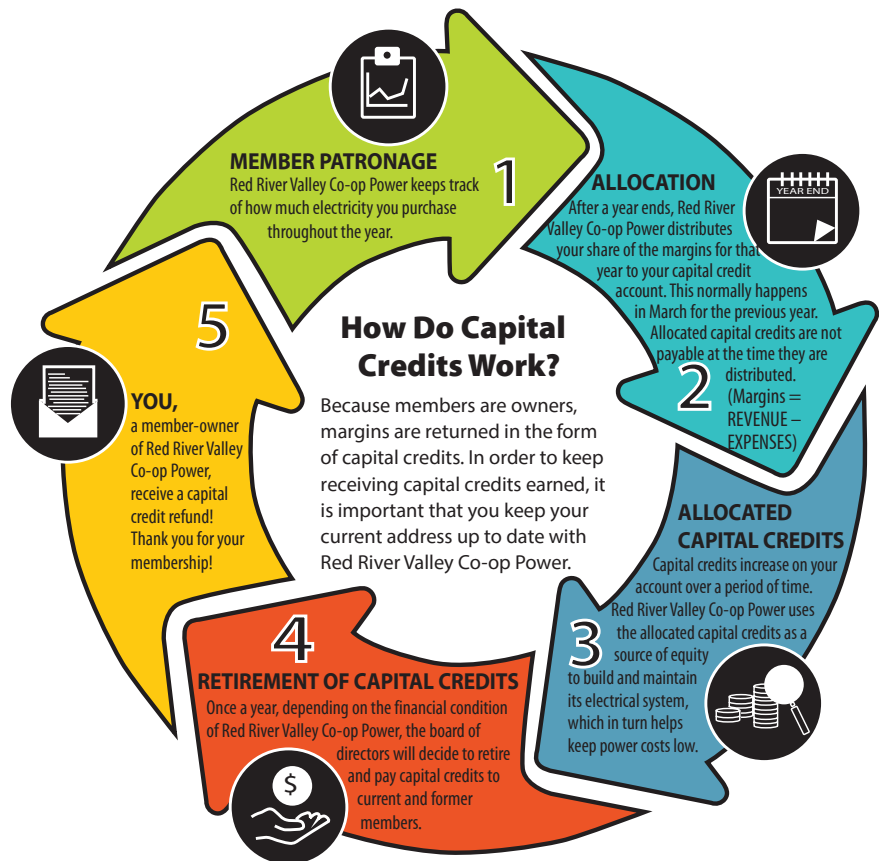 How Do Capital
Credits Work?
Because members are owners,
margins are returned in the form
of capital credits. In order to keep
receiving capital credits earned, it
is important that you keep your
current address up to date with
Red River Valley Co-op Power.
1
MEMBER PATRONAGE
Red River Valley Co-op Power keeps track
of how much electricity you purchase
throughout the year.
2
ALLOCATION
After a year ends, Red River
Valley Co-op Power distributes
your share of the margins for that
year to your capital credit
account. This normally happens
in March for the previous year.
Allocated capital credits are not
payable at the time they are
distributed.
(Margins =
REVENUE –
EXPENSES)
YEAR END
3
ALLOCATED
CAPITAL CREDITS
Capital credits increase on your
account over a period of time.
Red River Valley Co-op Power uses
the allocated capital credits as a
source of equity
to build and maintain
its electrical system,
which in turn helps
keep power costs low.
4
RETIREMENT OF CAPITAL CREDITS
Once a year, depending on the financial condition
of Red River Valley Co-op Power, the board of
directors will decide to retire
and pay capital credits to
current and former
members.
$
5
YOU,
a member-owner
of Red River Valley
Co-op Power,
receive a capital
credit refund!
Thank you for your
membership!